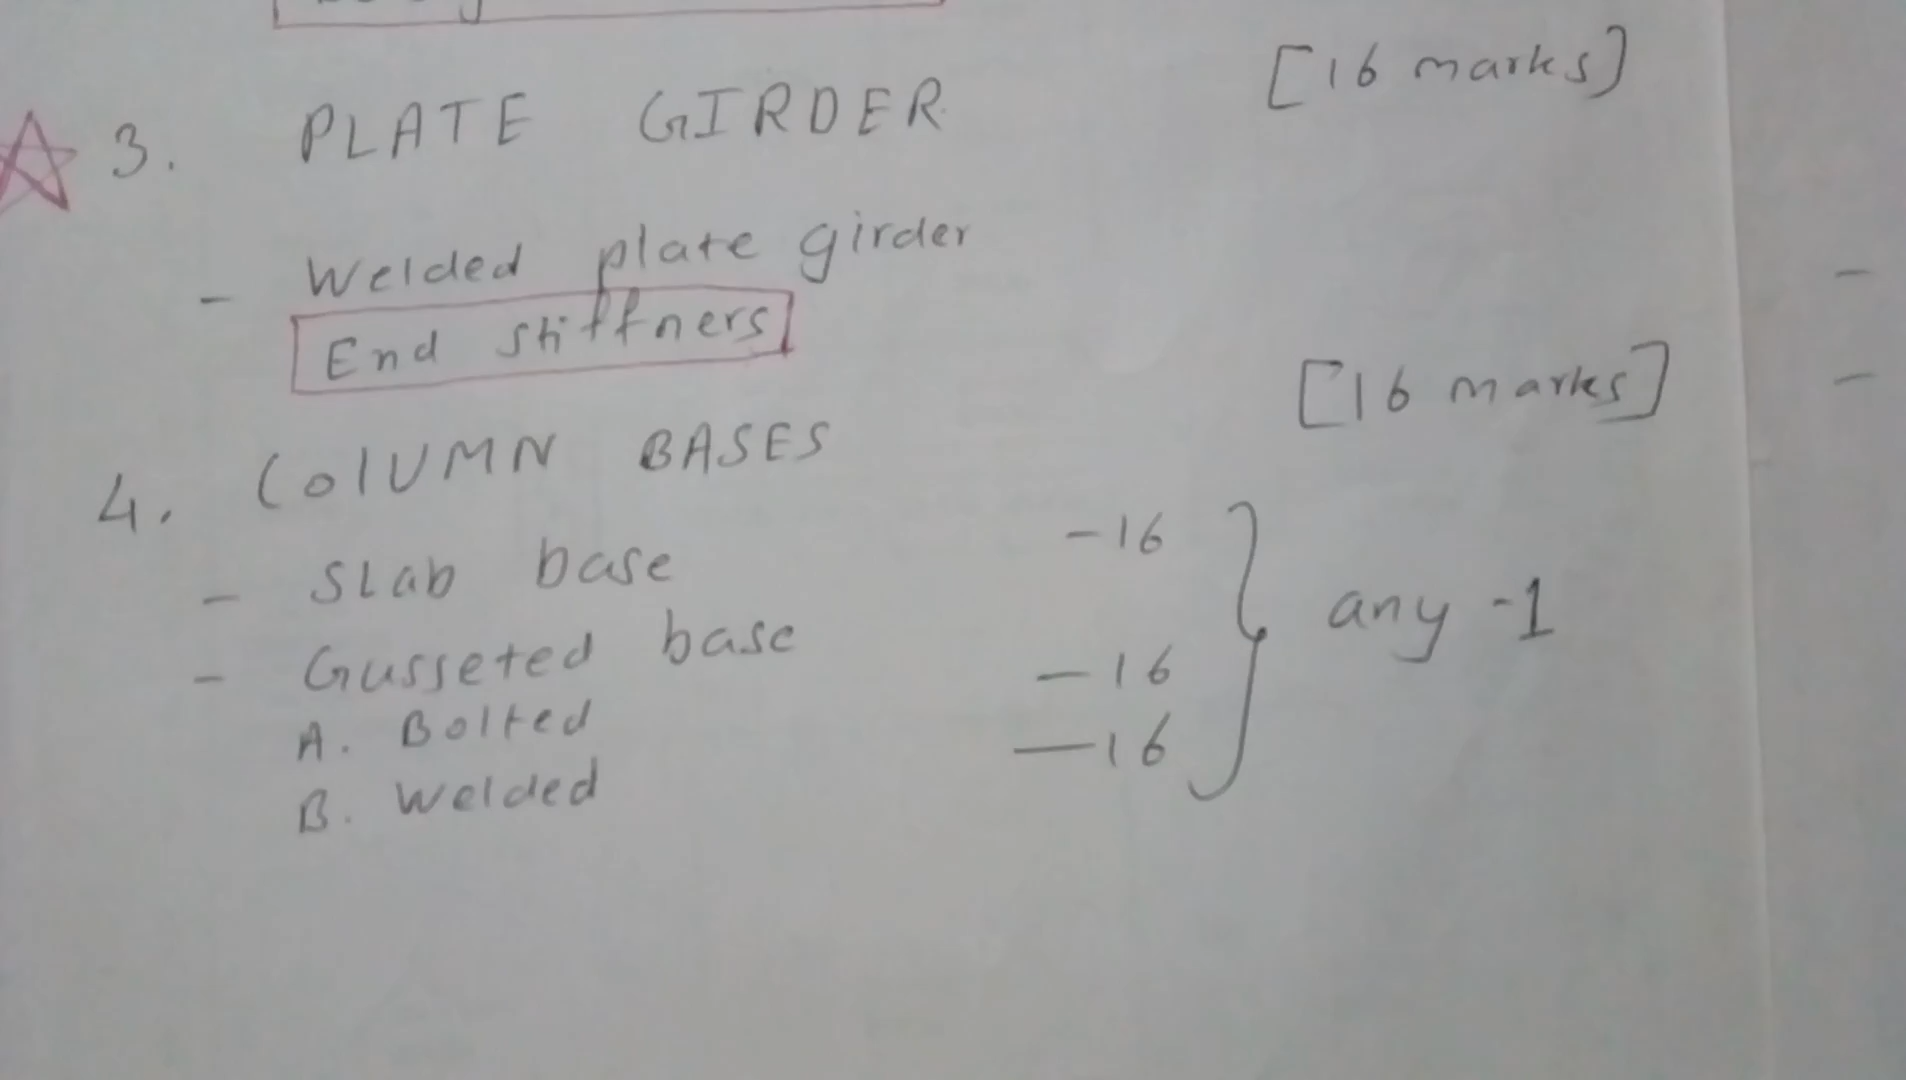 [16 marks]
3. PLATE GIRDER
- Welded plate girder
End stiffners
[16 marks]
4. COlUMN BASES
- SLab base -16
- Gusseted base -16
A. Bolted -16
B. Welded
any -1